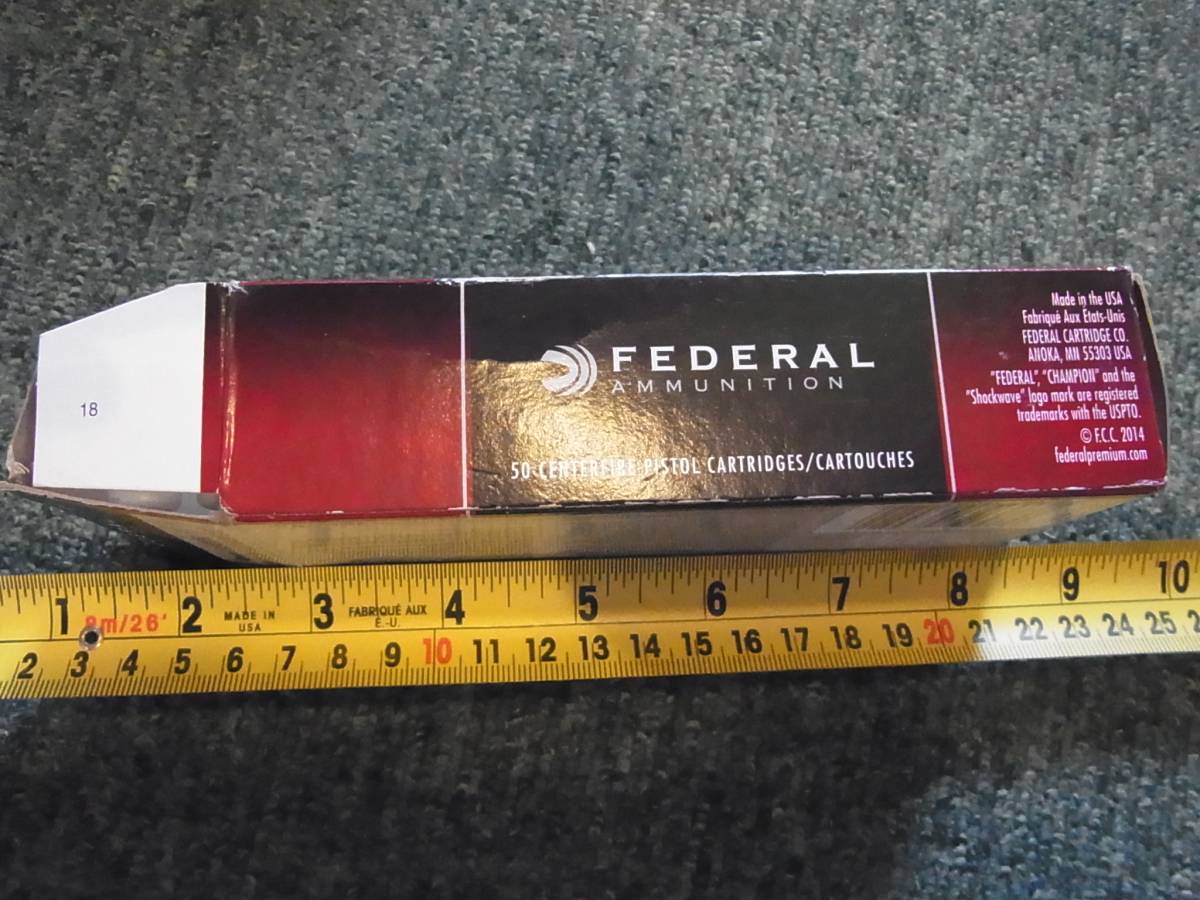 18
FEDERAL
AMMUNITION
50 CENTERFIRE PISTOL CARTRIDGES/CARTOUCHES
Made in the USA
Fabriqué Aux États-Unis
FEDERAL CARTRIDGE CO.
ANOKA, MN 55303 USA
"FEDERAL", "CHAMPION" and the
"Shockwave" logo mark are registered
trademarks with the USPTO.
© F.C.C. 2014
federalpremium.com
1 8m/26' 2 MADE IN USA 3 FABRIQUÉ AUX É.-U. 4 5 6 7 8 9 10
2 3 4 5 6 7 8 9 10 11 12 13 14 15 16 17 18 19 20 21 22 23 24 25 2